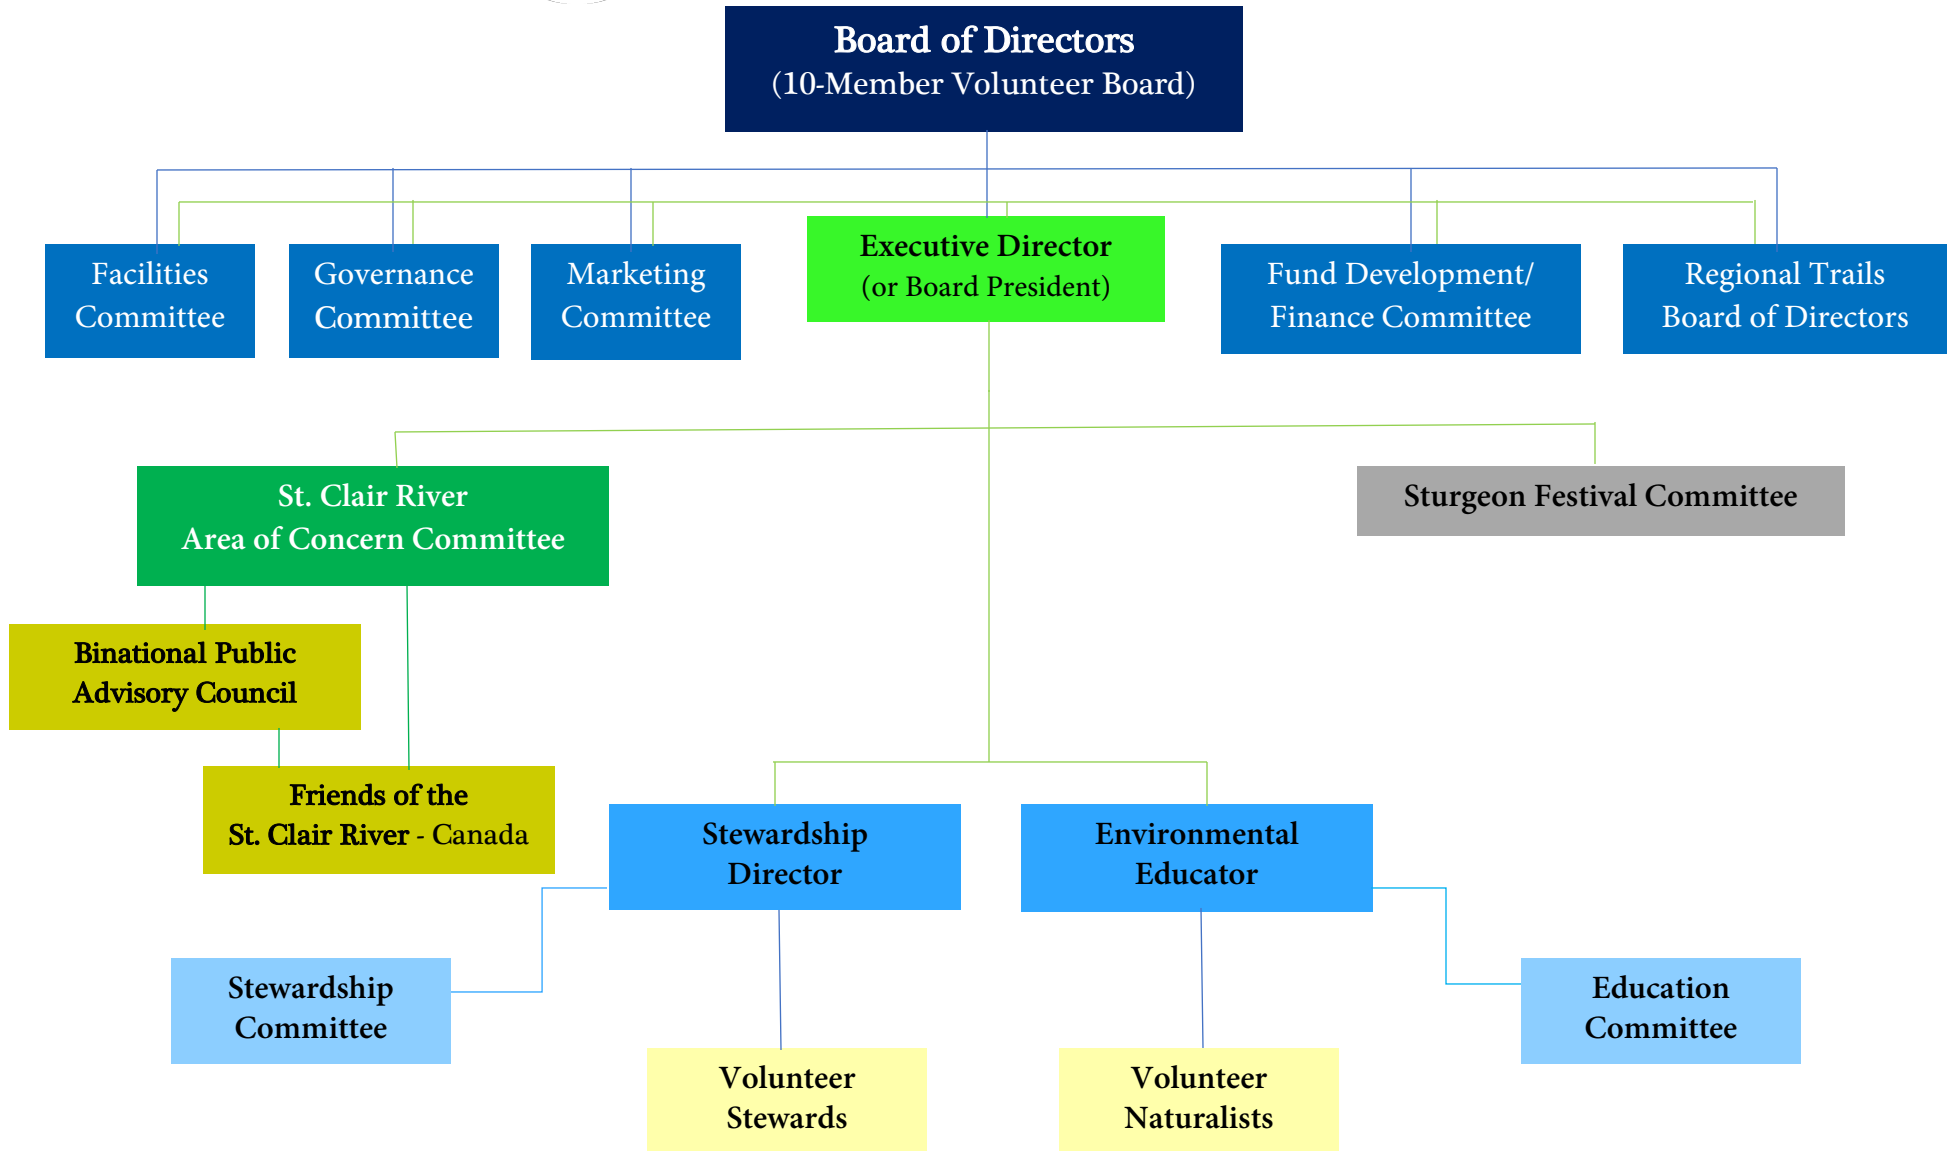 Board of Directors
(10-Member Volunteer Board)
Facilities
Committee
Governance
Committee
Marketing
Committee
Executive Director
(or Board President)
Fund Development/
Finance Committee
Regional Trails
Board of Directors
St. Clair River
Area of Concern Committee
Sturgeon Festival Committee
Binational Public
Advisory Council
Friends of the
St. Clair River - Canada
Stewardship
Director
Environmental
Educator
Stewardship
Committee
Education
Committee
Volunteer
Stewards
Volunteer
Naturalists